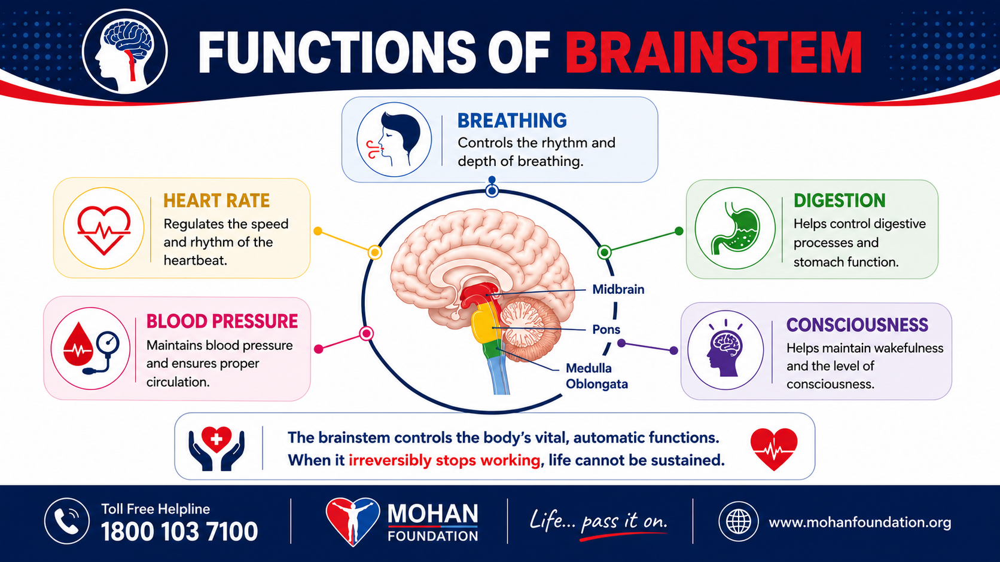 FUNCTIONS OF BRAINSTEM
BREATHING
Controls the rhythm and
depth of breathing.
HEART RATE
Regulates the speed
and rhythm of the
heartbeat.
DIGESTION
Helps control digestive
processes and
stomach function.
BLOOD PRESSURE
Maintains blood pressure
and ensures proper
circulation.
CONSCIOUSNESS
Helps maintain wakefulness
and the level of
consciousness.
Midbrain
Pons
Medulla
Oblongata
The brainstem controls the body's vital, automatic functions.
When it irreversibly stops working, life cannot be sustained.
Toll Free Helpline
1800 103 7100
MOHAN
FOUNDATION
Life... pass it on.
www.mohanfoundation.org